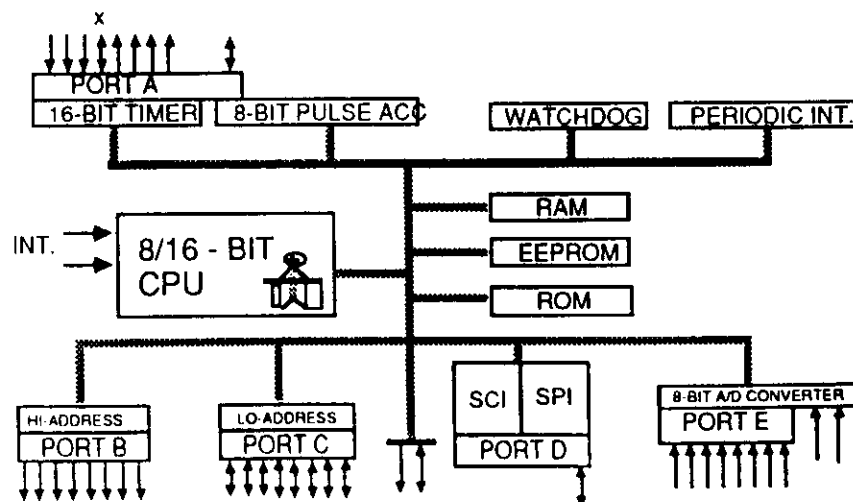 x
PORT A
16-BIT TIMER
8-BIT PULSE ACC
WATCHDOG
PERIODIC INT.
INT.
8/16 - BIT
CPU
RAM
EEPROM
ROM
HI-ADDRESS
PORT B
LO-ADDRESS
PORT C
SCI
SPI
PORT D
8-BIT A/D CONVERTER
PORT E